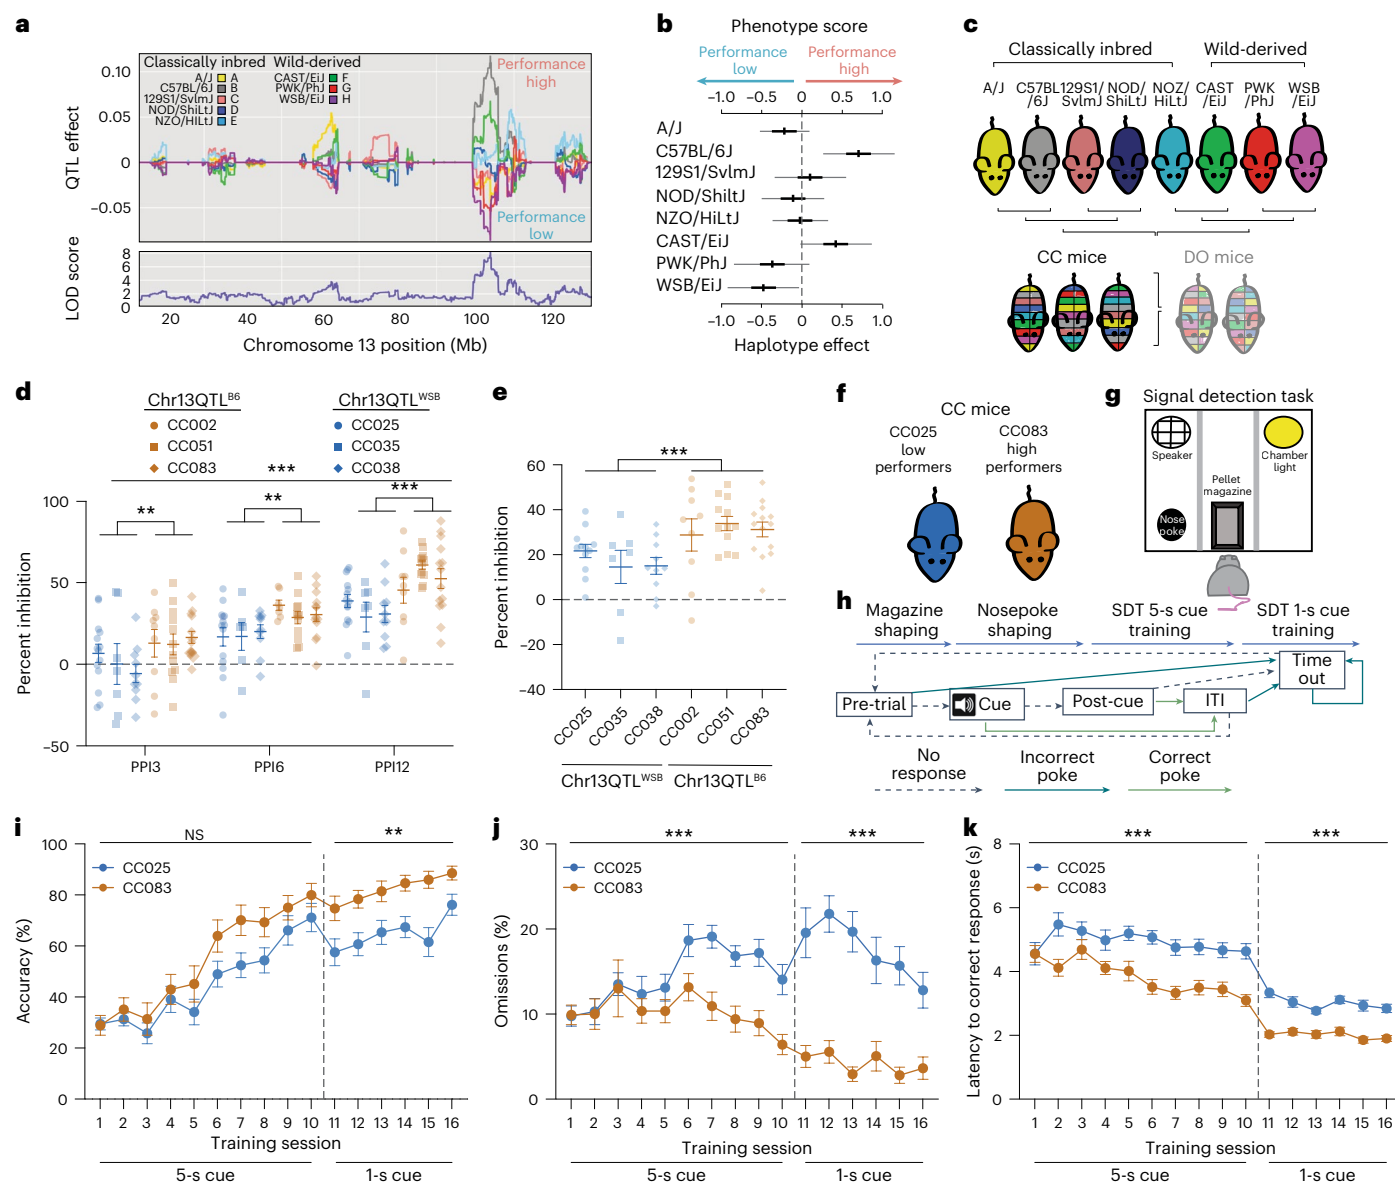 a
Classically inbred
Wild-derived
A/J A
C57BL/6J B
129S1/SvlmJ C
NOD/ShiLtJ D
NZO/HILtJ E
CAST/EiJ F
PWK/PhJ G
WSB/EiJ H
Performance
high
Performance
low
QTL effect
0.10
0.05
0
−0.05
LOD score
8
6
4
2
0
20 40 60 80 100 120
Chromosome 13 position (Mb)
b
Phenotype score
Performance
low
Performance
high
−1.0 −0.5 0 0.5 1.0
A/J
C57BL/6J
129S1/SvlmJ
NOD/ShiltJ
NZO/HiLtJ
CAST/EiJ
PWK/PhJ
WSB/EiJ
−1.0 −0.5 0 0.5 1.0
Haplotype effect
c
Classically inbred
Wild-derived
A/J
C57BL
/6J
129S1/
SvlmJ
NOD/
ShiLtJ
NOZ/
HiLtJ
CAST
/EiJ
PWK
/PhJ
WSB
/EiJ
CC mice
DO mice
d
Chr13QTL^B6
CC002
CC051
CC083
Chr13QTL^WSB
CC025
CC035
CC038
***
**
**
***
Percent inhibition
100
50
0
−50
PPI3 PPI6 PPI12
e
***
Percent inhibition
60
40
20
0
−20
−40
CC025 CC035 CC038 CC002 CC051 CC083
Chr13QTL^WSB Chr13QTL^B6
f
CC mice
CC025
low
performers
CC083
high
performers
g
Signal detection task
Speaker
Chamber
light
Pellet
magazine
Nose
poke
h
Magazine
shaping
Nosepoke
shaping
SDT 5-s cue
training
SDT 1-s cue
training
Time
out
Pre-trial
Cue
Post-cue
ITI
No
response
Incorrect
poke
Correct
poke
i
NS
**
CC025
CC083
Accuracy (%)
100
80
60
40
20
0
1 2 3 4 5 6 7 8 9 10 11 12 13 14 15 16
Training session
5-s cue 1-s cue
j
***
***
CC025
CC083
Omissions (%)
30
20
10
0
1 2 3 4 5 6 7 8 9 10 11 12 13 14 15 16
Training session
5-s cue 1-s cue
k
***
***
CC025
CC083
Latency to correct response (s)
8
6
4
2
0
1 2 3 4 5 6 7 8 9 10 11 12 13 14 15 16
Training session
5-s cue 1-s cue